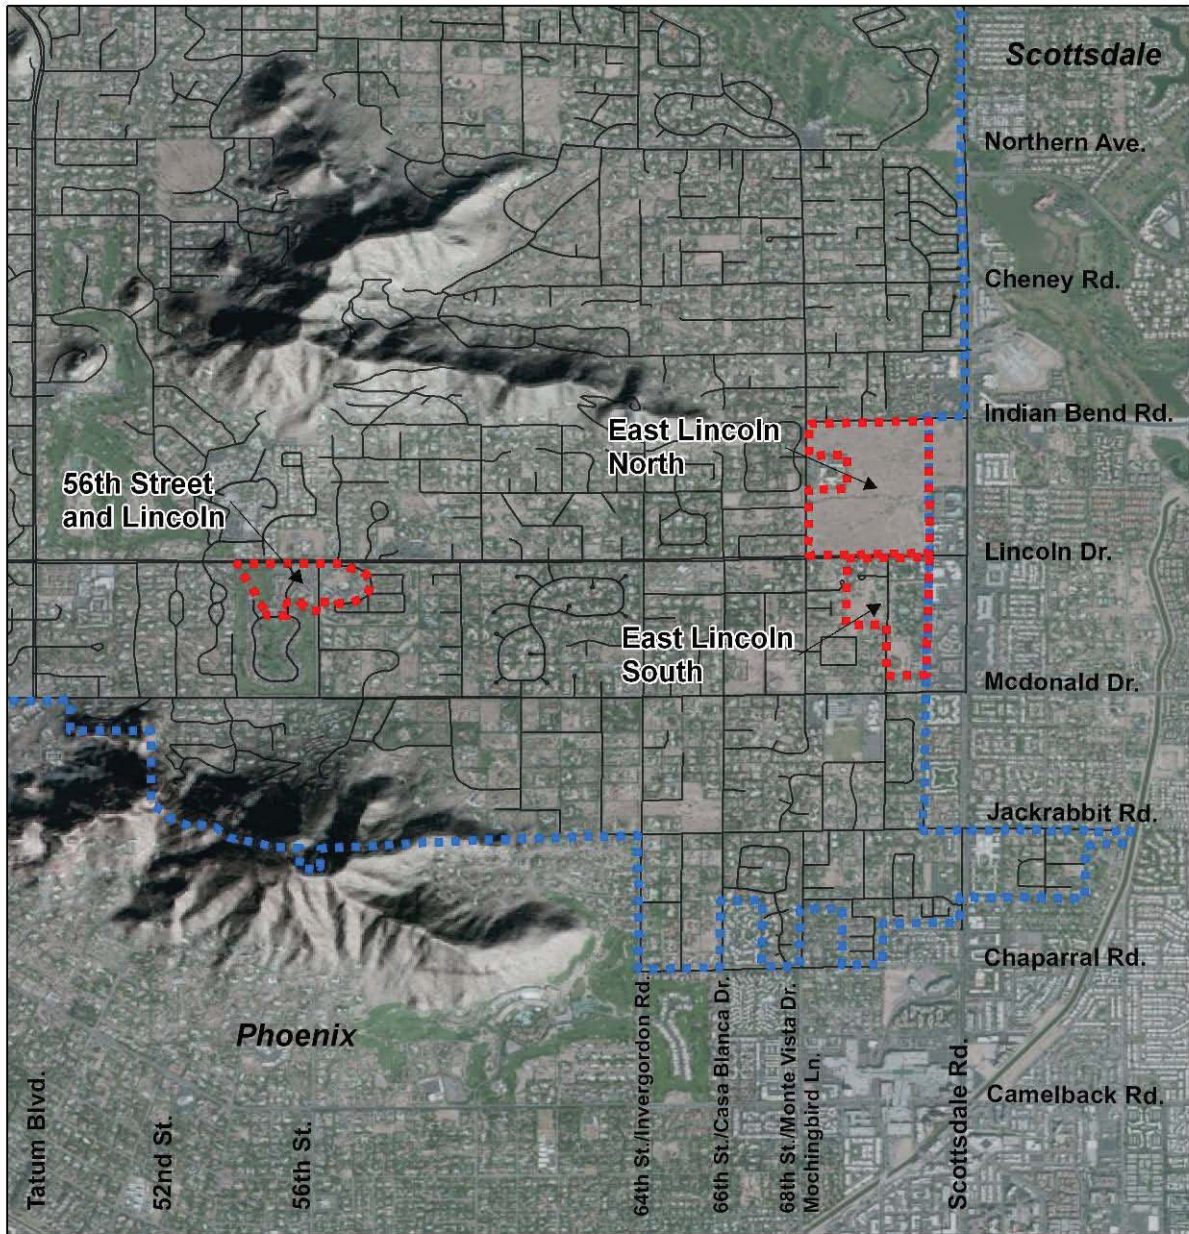 Scottsdale
Northern Ave.
Cheney Rd.
Indian Bend Rd.
East Lincoln
North
56th Street
and Lincoln
Lincoln Dr.
East Lincoln
South
Mcdonald Dr.
Jackrabbit Rd.
Chaparral Rd.
Phoenix
Camelback Rd.
Tatum Blvd.
52nd St.
56th St.
64th St./Invergordon Rd.
66th St./Casa Blanca Dr.
68th St./Monte Vista Dr.
Mochingbird Ln.
Scottsdale Rd.